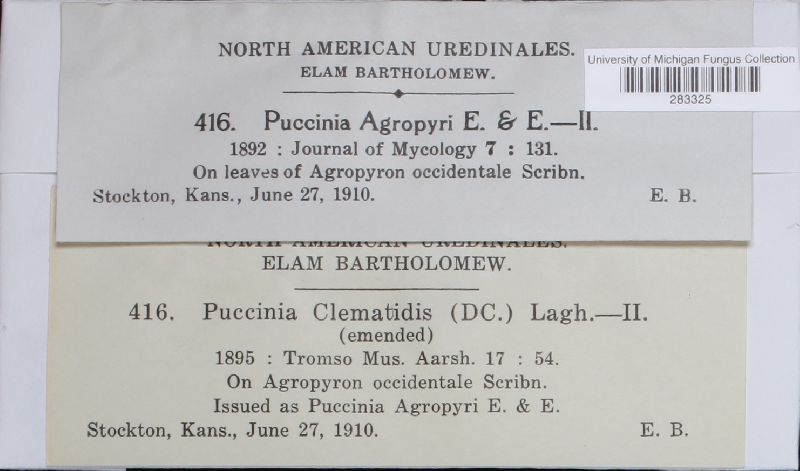 NORTH AMERICAN UREDINALES.
ELAM BARTHOLOMEW.
University of Michigan Fungus Collection
283325
416. Puccinia Agropyri E. & E.—II.
1892 : Journal of Mycology 7 : 131.
On leaves of Agropyron occidentale Scribn.
Stockton, Kans., June 27, 1910. E. B.
NORTH AMERICAN UREDINALES.
ELAM BARTHOLOMEW.
416. Puccinia Clematidis (DC.) Lagh.—II.
(emended)
1895 : Tromso Mus. Aarsh. 17 : 54.
On Agropyron occidentale Scribn.
Issued as Puccinia Agropyri E. & E.
Stockton, Kans., June 27, 1910. E. B.